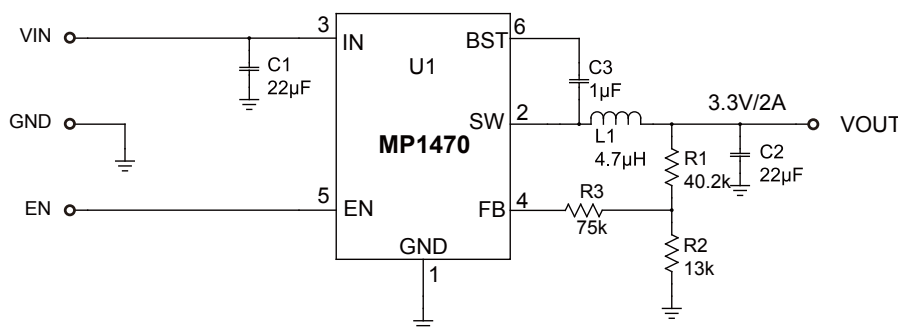 VIN
3
IN
C1
22µF
GND
EN
5
EN
U1
MP1470
GND
1
BST
6
C3
1µF
SW
2
L1
4.7µH
3.3V/2A
VOUT
R1
40.2k
C2
22µF
FB
4
R3
75k
R2
13k